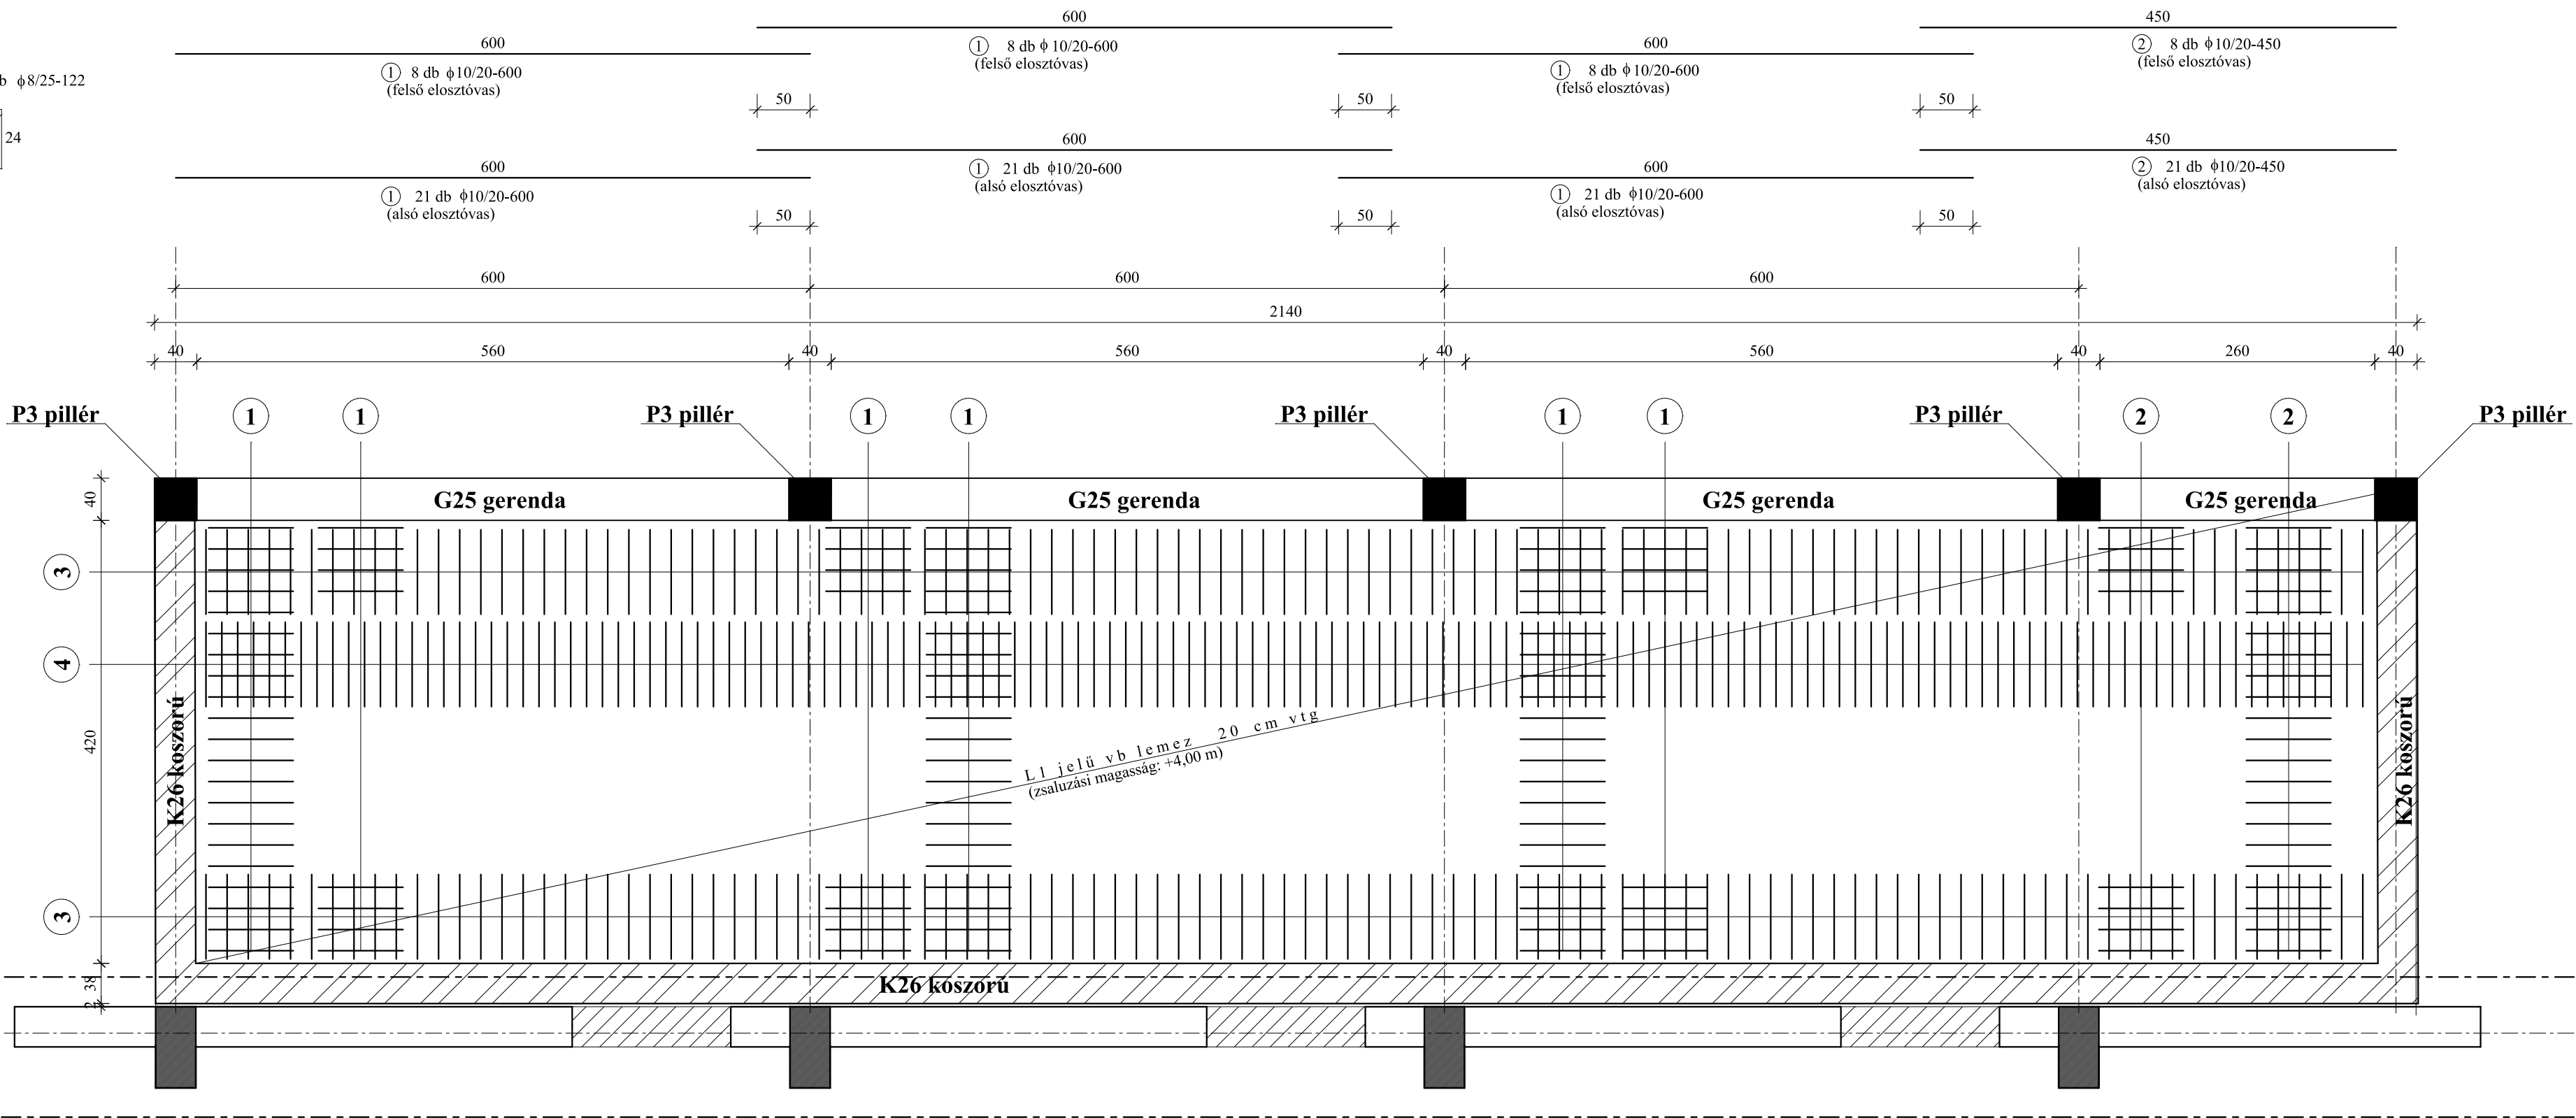 600
450
600
① 8 db ϕ 10/20-600
600
② 8 db ϕ10/20-450
① 8 db ϕ10/20-600
(felső elosztóvas)
① 8 db ϕ10/20-600
(felső elosztóvas)
b ϕ8/25-122
(felső elosztóvas)
(felső elosztóvas)
50
50
50
24
600
450
600
① 21 db ϕ10/20-600
600
② 21 db ϕ10/20-450
① 21 db ϕ10/20-600
(alsó elosztóvas)
① 21 db ϕ10/20-600
(alsó elosztóvas)
(alsó elosztóvas)
(alsó elosztóvas)
50
50
50
600
600
600
2140
40
560
40
560
40
560
40
260
40
P3 pillér
1
1
P3 pillér
1
1
P3 pillér
1
1
P3 pillér
2
2
P3 pillér
40
G25 gerenda
G25 gerenda
G25 gerenda
G25 gerenda
3
4
420
K26 koszorú
L1 jelű vb lemez 20 cm vtg
(zsaluzási magasság: +4,00 m)
K26 koszorú
3
38
2
K26 koszorú